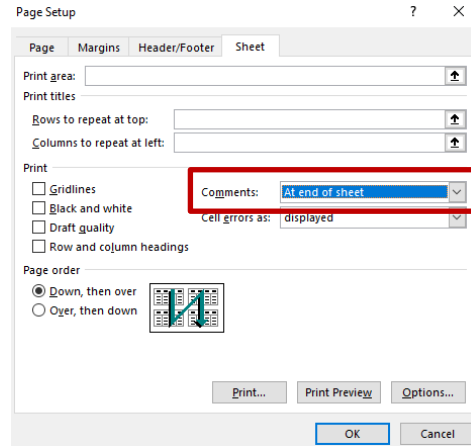 Page Setup ? ×
Page Margins Header/Footer Sheet
Print area:
Print titles
Rows to repeat at top:
Columns to repeat at left:
Print
Gridlines
Comments: At end of sheet
Black and white
Cell errors as: displayed
Draft quality
Row and column headings
Page order
Down, then over
Over, then down
Print... Print Preview Options...
OK Cancel